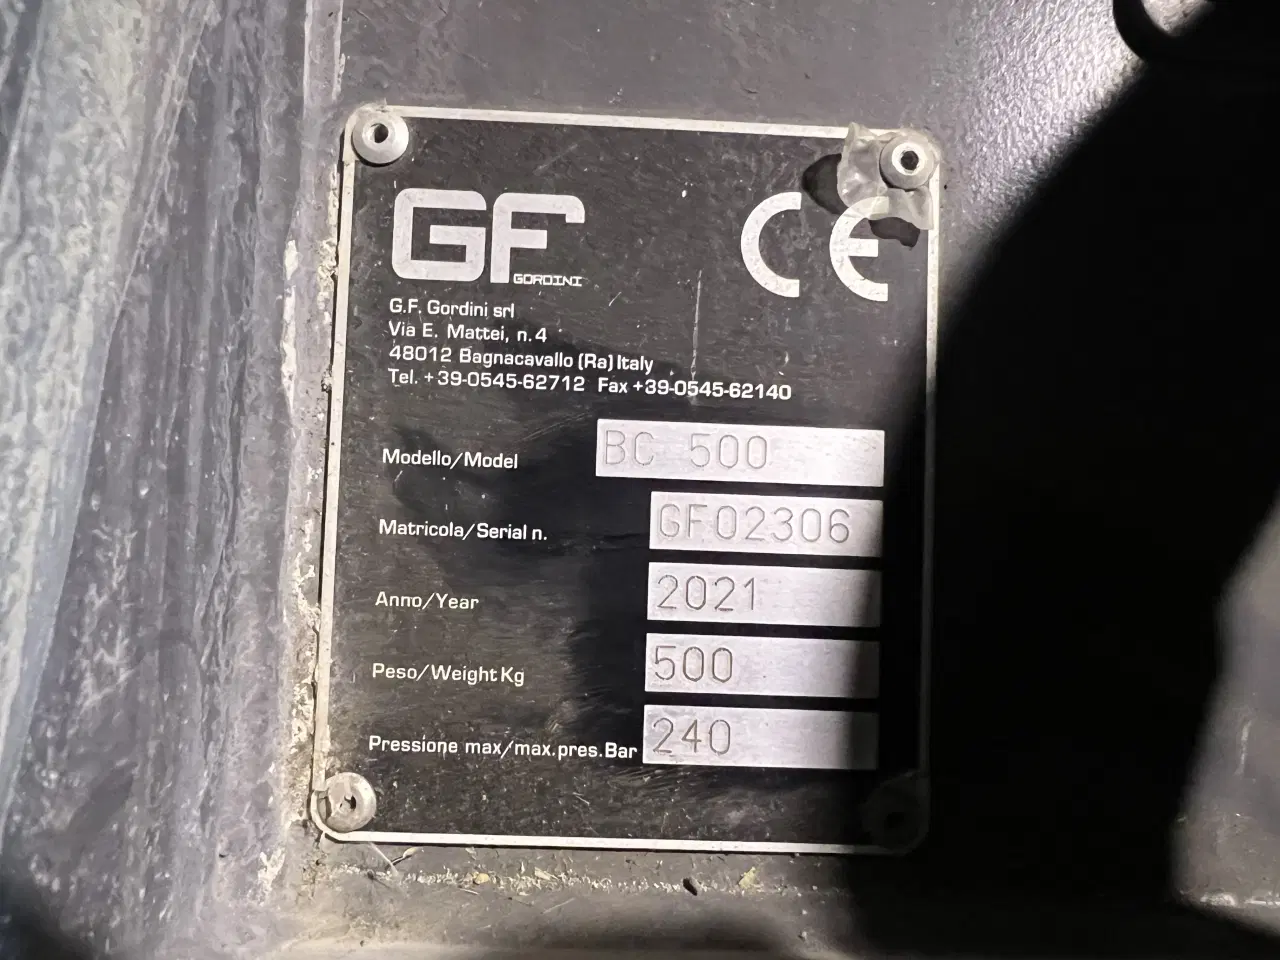 GF
GORDINI
CE
G.F. Gordini srl
Via E. Mattei, n. 4
48012 Bagnacavallo (Ra) Italy
Tel. +39-0545-62712 Fax +39-0545-62140
Modello/Model BC 500
Matricola/Serial n. GF02306
Anno/Year 2021
Peso/Weight Kg 500
Pressione max/max.pres.Bar 240